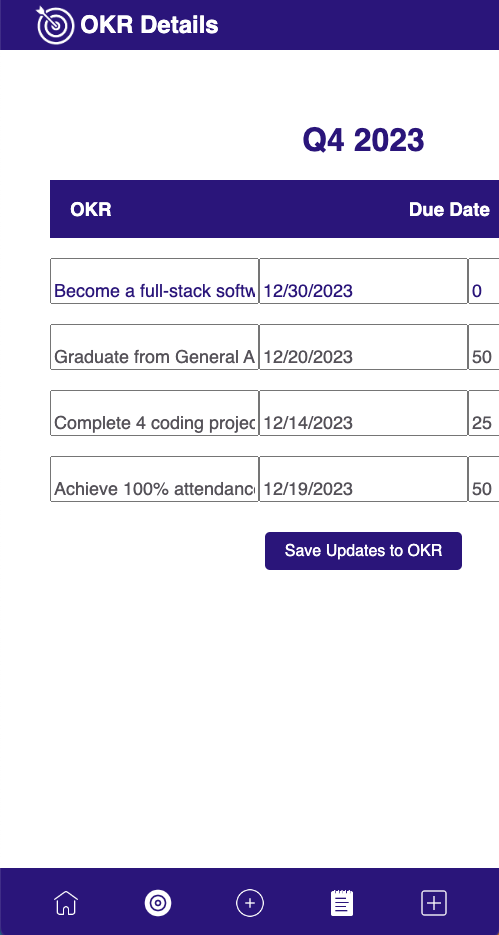 OKR Details
Q4 2023
OKR Due Date
Become a full-stack softw 12/30/2023 0
Graduate from General A 12/20/2023 50
Complete 4 coding projec 12/14/2023 25
Achieve 100% attendanc 12/19/2023 50
Save Updates to OKR